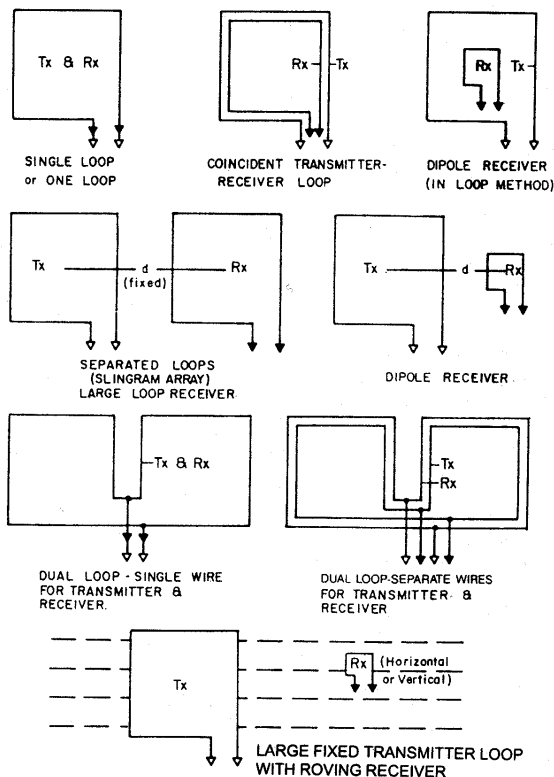 Tx & Rx
SINGLE LOOP
or ONE LOOP
Rx Tx
COINCIDENT TRANSMITTER-
RECEIVER LOOP
Rx Tx
DIPOLE RECEIVER
(IN LOOP METHOD)
Tx d Rx
(fixed)
SEPARATED LOOPS
(SLINGRAM ARRAY)
LARGE LOOP RECEIVER
Tx d Rx
DIPOLE RECEIVER
Tx & Rx
DUAL LOOP - SINGLE WIRE
FOR TRANSMITTER &
RECEIVER.
Tx
Rx
DUAL LOOP-SEPARATE WIRES
FOR TRANSMITTER- &
RECEIVER
Tx
Rx (Horizontal
or Vertical)
LARGE FIXED TRANSMITTER LOOP
WITH ROVING RECEIVER